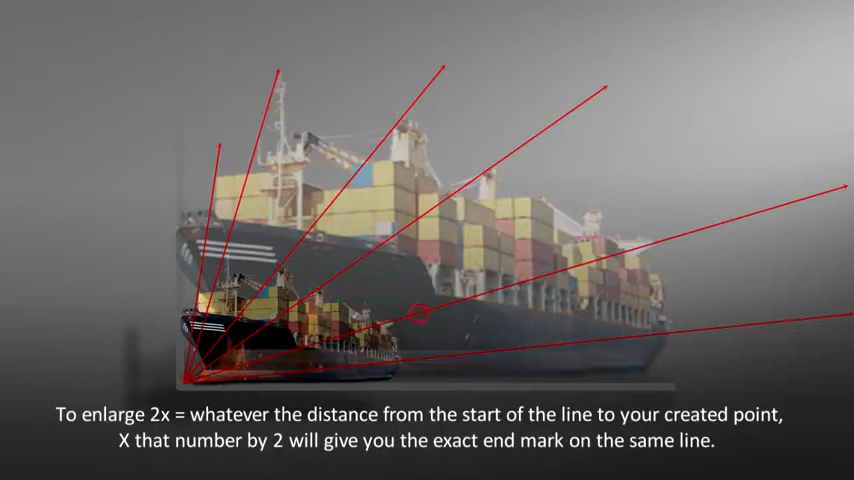 To enlarge 2x = whatever the distance from the start of the line to your created point,
X that number by 2 will give you the exact end mark on the same line.